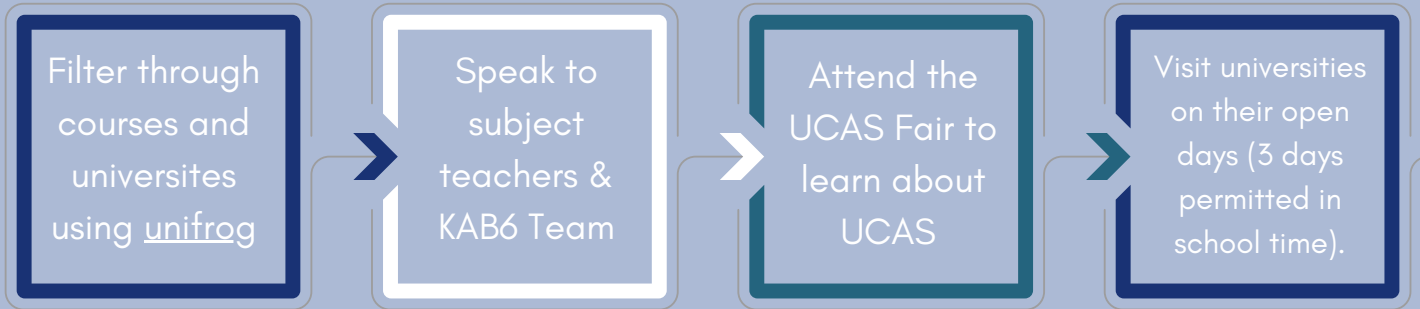 Filter through
courses and
universites
using unifrog
Speak to
subject
teachers &
KAB6 Team
Attend the
UCAS Fair to
learn about
UCAS
Visit universities
on their open
days (3 days
permitted in
school time).